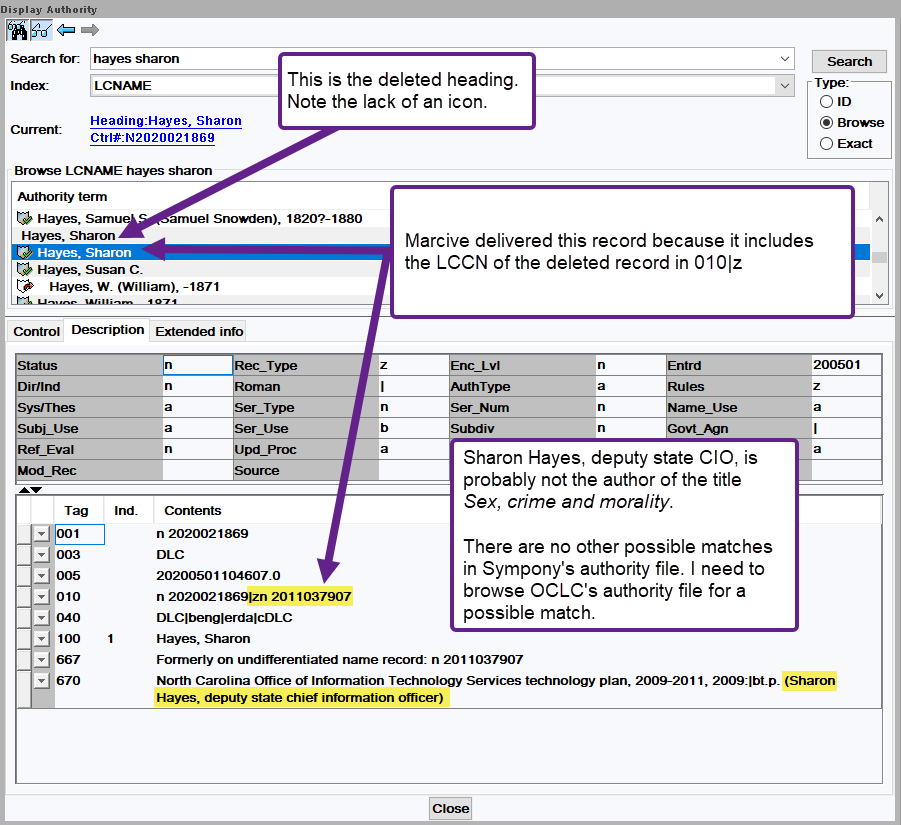 Display Authority
Search for: hayes sharon
Search
Index: LCNAME
Type:
ID
Browse
Exact
This is the deleted heading.
Note the lack of an icon.
Current: Heading:Hayes, Sharon
Ctrl#:N2020021869
Browse LCNAME hayes sharon
Authority term
Hayes, Samuel S. (Samuel Snowden), 1820?-1880
Hayes, Sharon
Hayes, Sharon
Hayes, Susan C.
Hayes, W. (William), -1871
Hayes, William, -1871
Marcive delivered this record because it includes
the LCCN of the deleted record in 010|z
Control Description Extended info
Status n Rec_Type z Enc_Lvl n Entrd 200501
Dir/Ind n Roman | AuthType a Rules z
Sys/Thes a Ser_Type n Ser_Num n Name_Use a
Subj_Use a Ser_Use b Subdiv n Govt_Agn |
Ref_Eval n Upd_Proc a a
Mod_Rec Source
Sharon Hayes, deputy state CIO, is
probably not the author of the title
Sex, crime and morality.
There are no other possible matches
in Sympony's authority file. I need to
browse OCLC's authority file for a
possible match.
Tag Ind. Contents
001 n 2020021869
003 DLC
005 20200501104607.0
010 n 2020021869|zn 2011037907
040 DLC|beng|erda|cDLC
100 1 Hayes, Sharon
667 Formerly on undifferentiated name record: n 2011037907
670 North Carolina Office of Information Technology Services technology plan, 2009-2011, 2009:|bt.p. (Sharon
Hayes, deputy state chief information officer)
Close